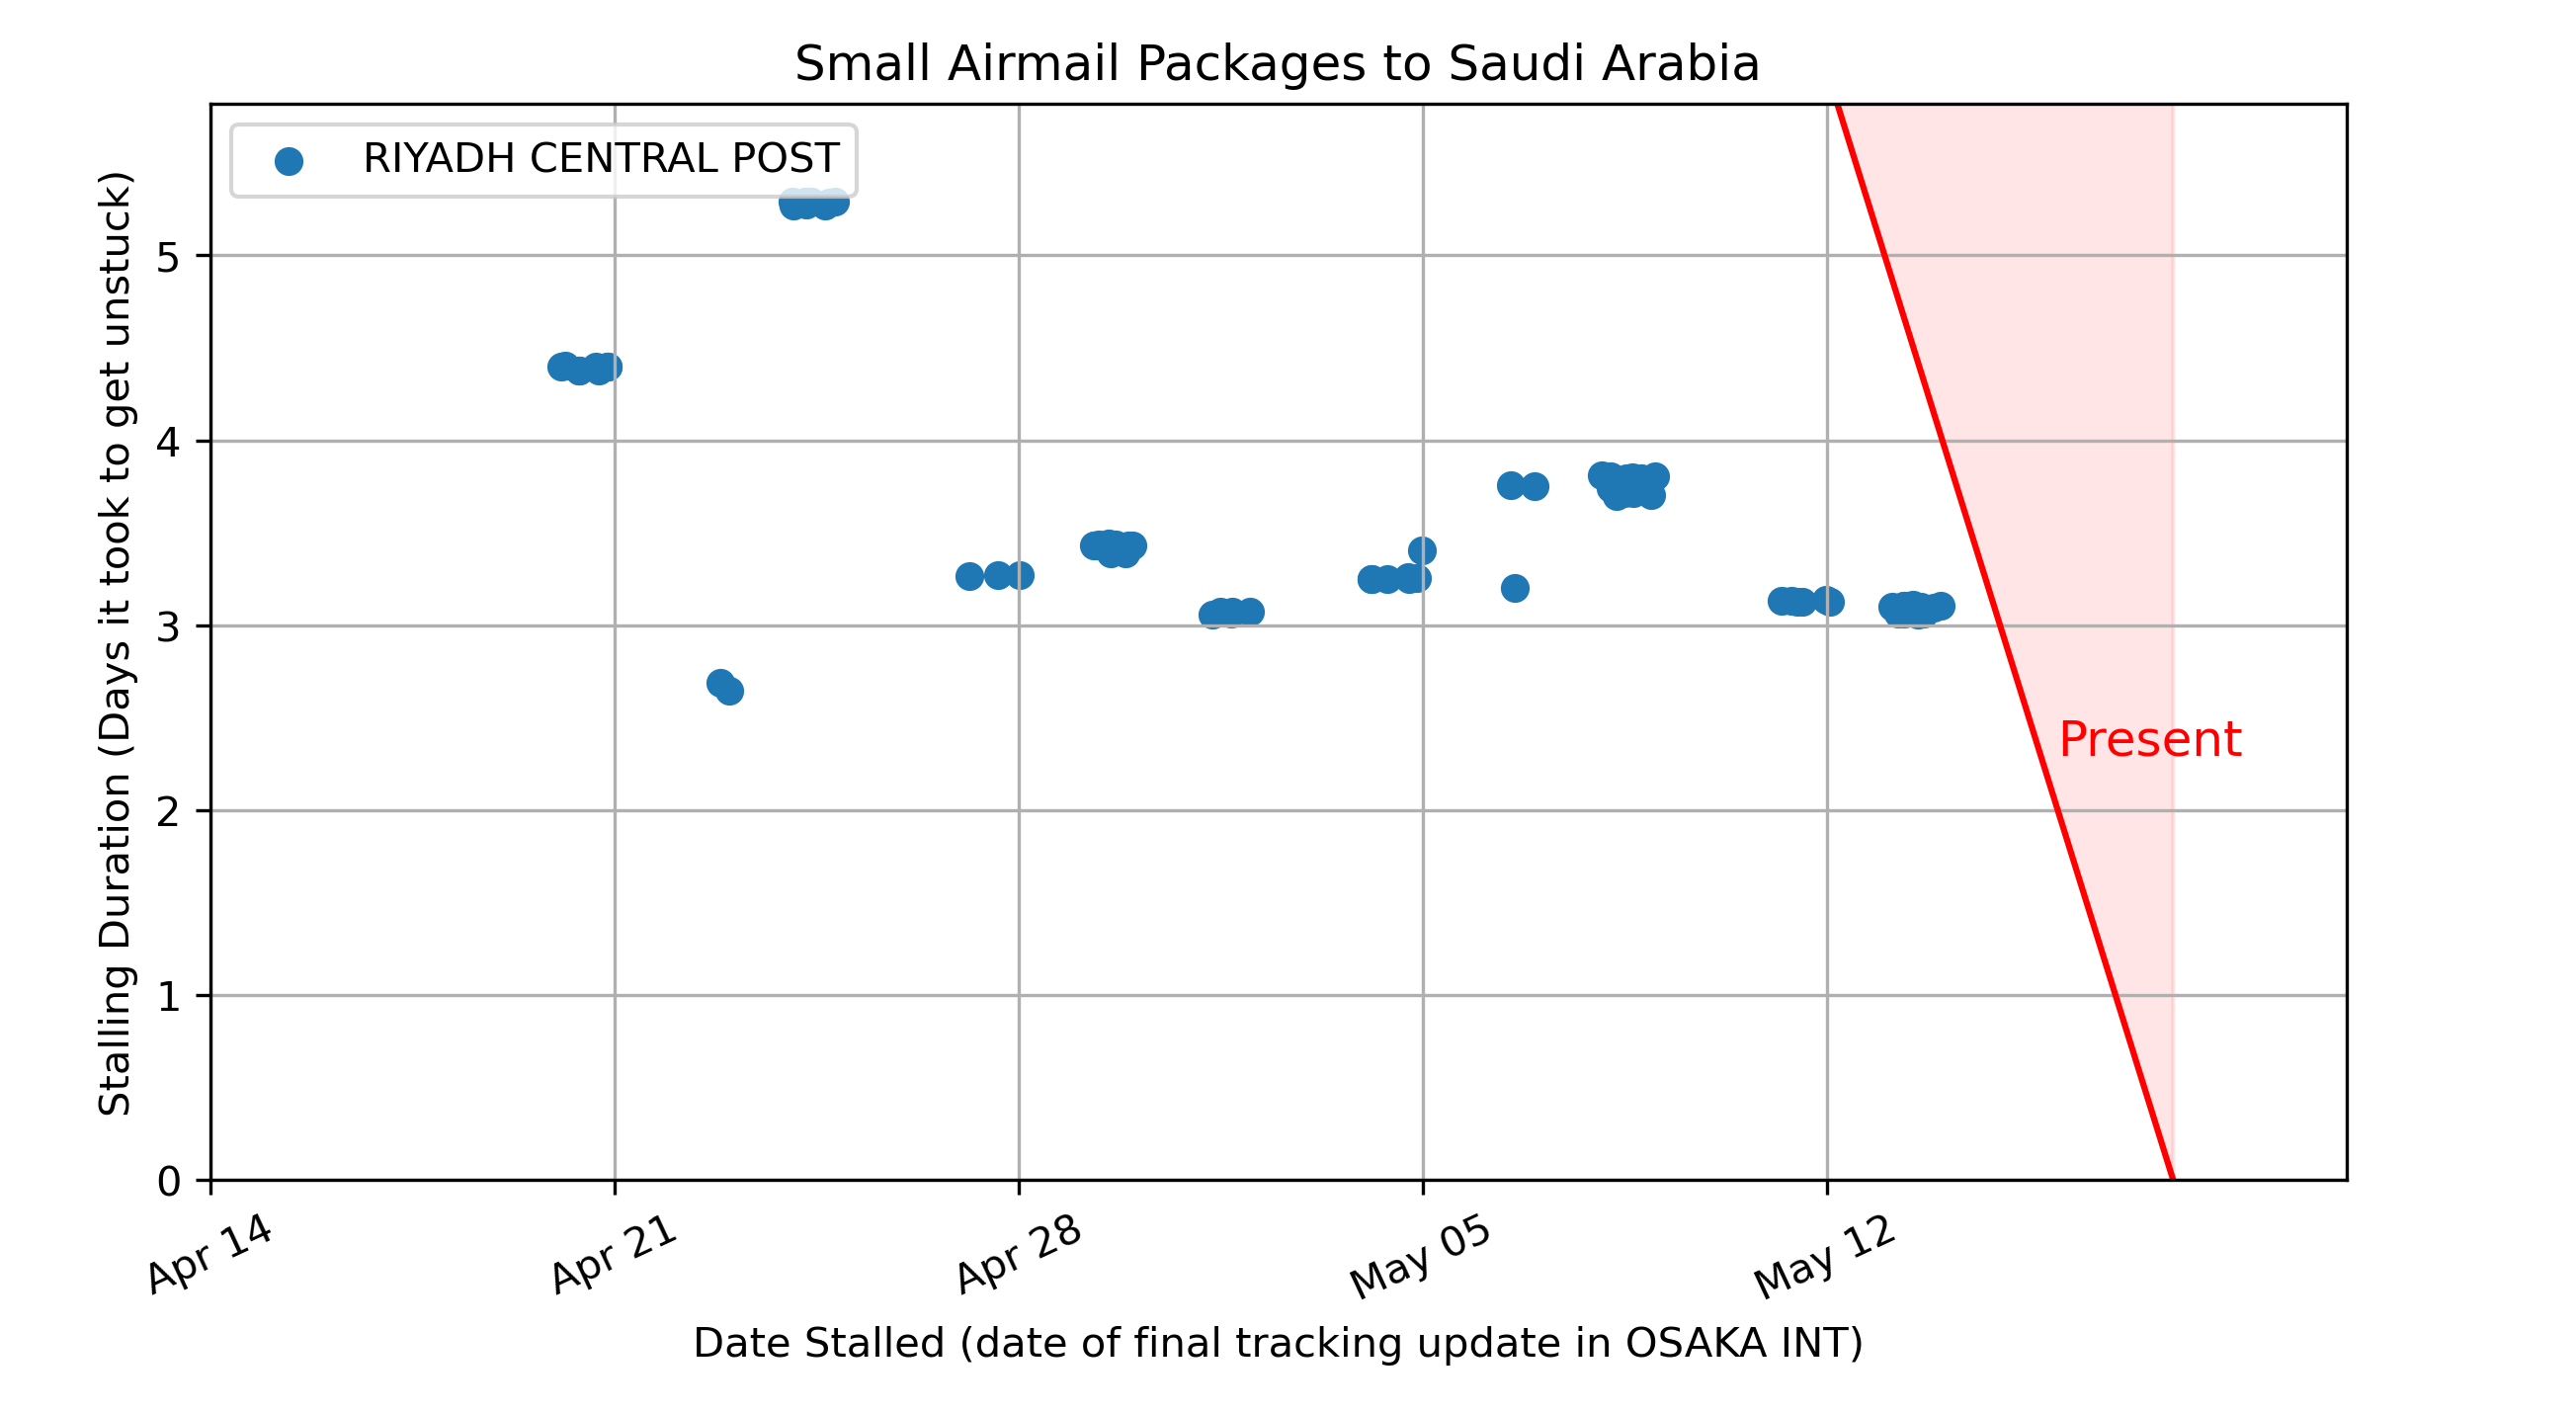 Small Airmail Packages to Saudi Arabia
RIYADH CENTRAL POST
Stalling Duration (Days it took to get unstuck)
5
4
3
2
1
0
Present
Apr 14
Apr 21
Apr 28
May 05
May 12
Date Stalled (date of final tracking update in OSAKA INT)